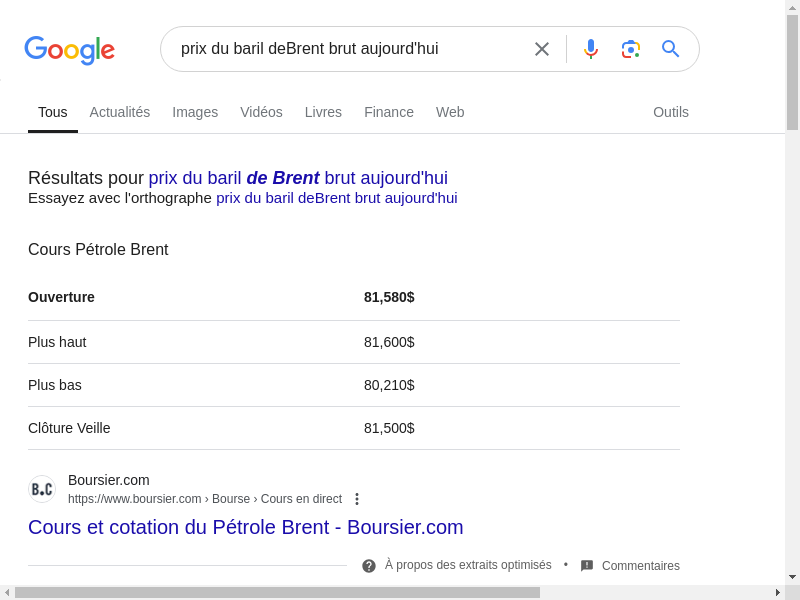 Google
prix du baril deBrent brut aujourd'hui
Tous Actualités Images Vidéos Livres Finance Web Outils
Résultats pour prix du baril de Brent brut aujourd'hui
Essayez avec l'orthographe prix du baril deBrent brut aujourd'hui
Cours Pétrole Brent
Ouverture 81,580$
Plus haut 81,600$
Plus bas 80,210$
Clôture Veille 81,500$
B.C
Boursier.com
https://www.boursier.com › Bourse › Cours en direct
Cours et cotation du Pétrole Brent - Boursier.com
À propos des extraits optimisés • Commentaires